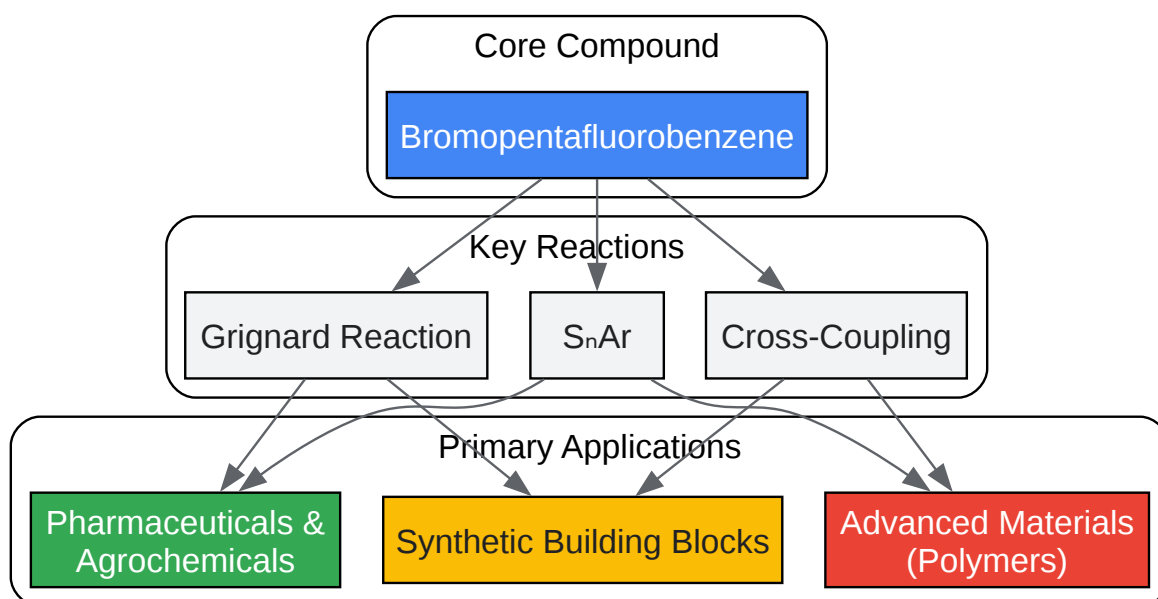 Core Compound
Bromopentafluorobenzene
Key Reactions
Grignard Reaction
SₙAr
Cross-Coupling
Primary Applications
Pharmaceuticals &
Agrochemicals
Synthetic Building Blocks
Advanced Materials
(Polymers)